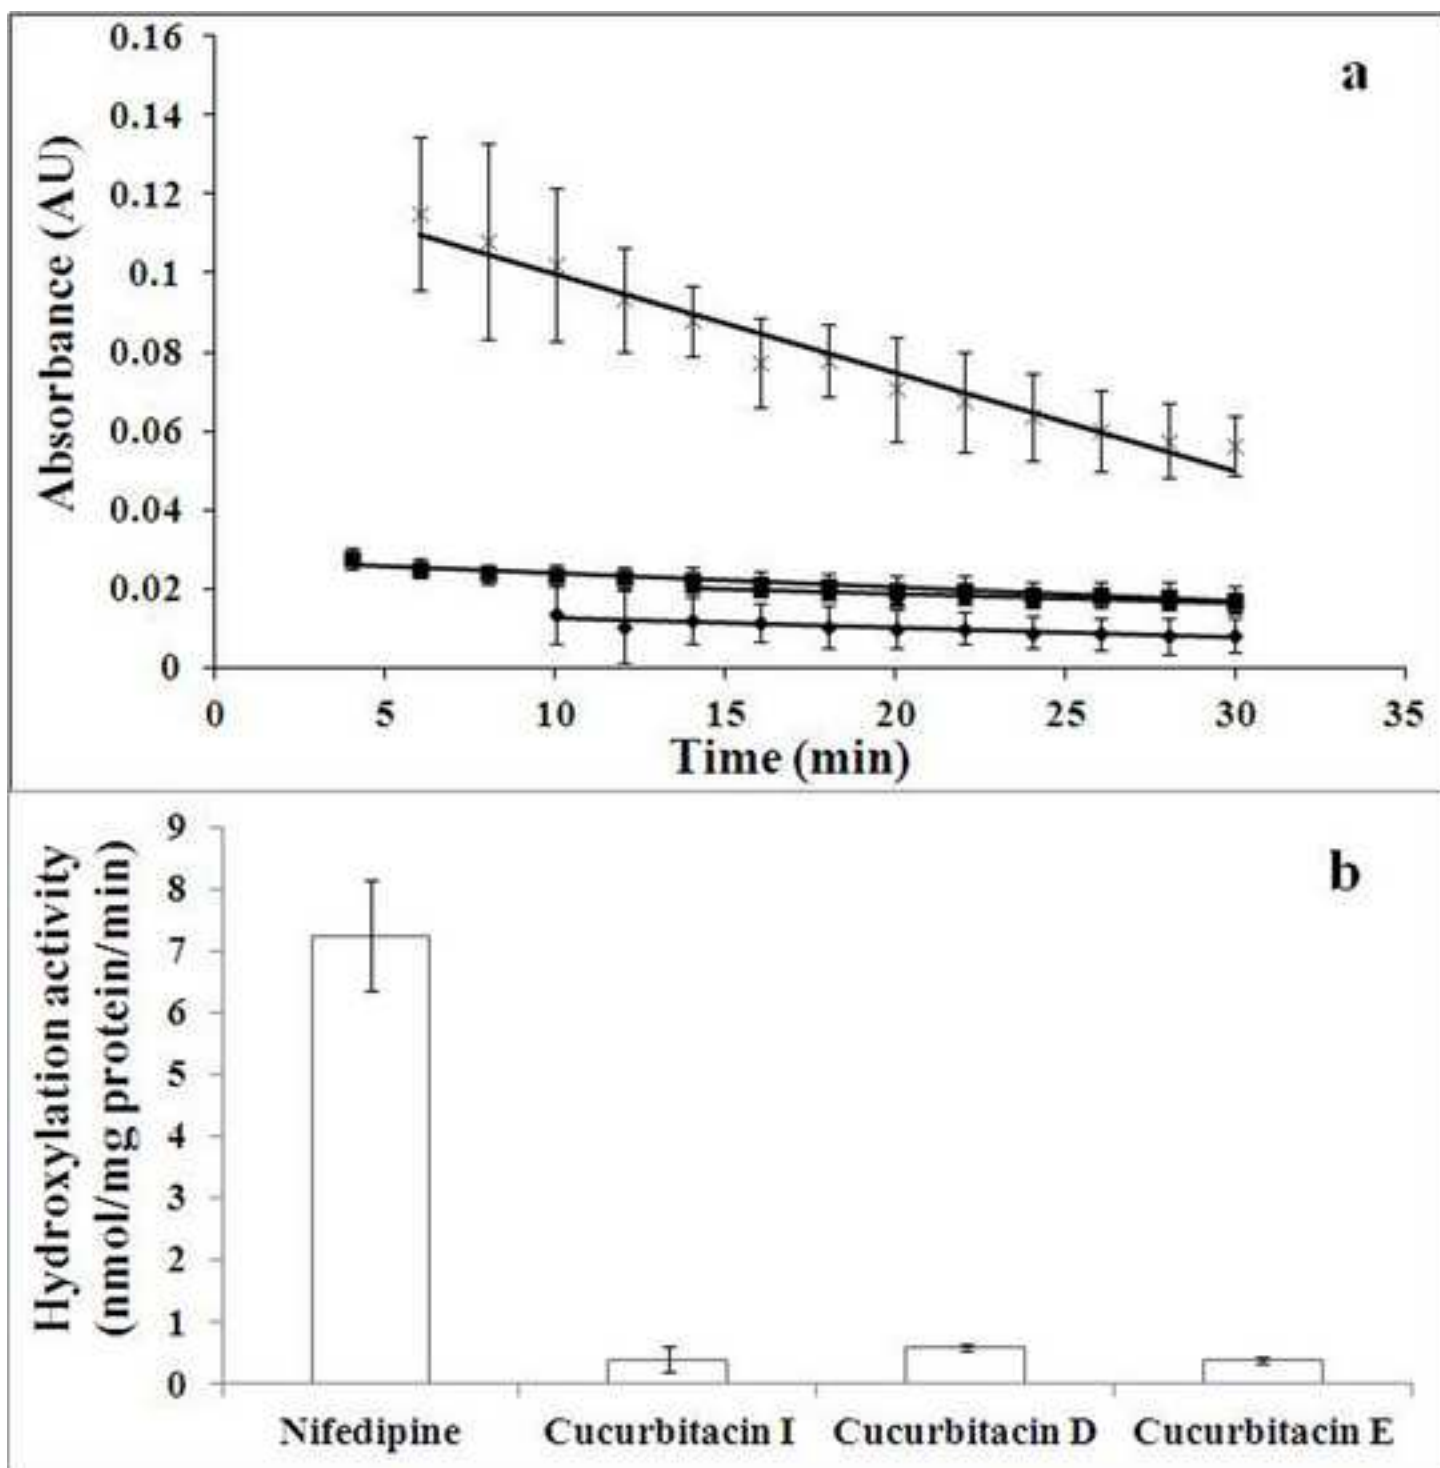 a
0.16
0.14
0.12
0.1
0.08
0.06
0.04
0.02
0
Absorbance (AU)
0 5 10 15 20 25 30 35
Time (min)
b
9
8
7
6
5
4
3
2
1
0
Hydroxylation activity
(nmol/mg protein/min)
Nifedipine Cucurbitacin I Cucurbitacin D Cucurbitacin E